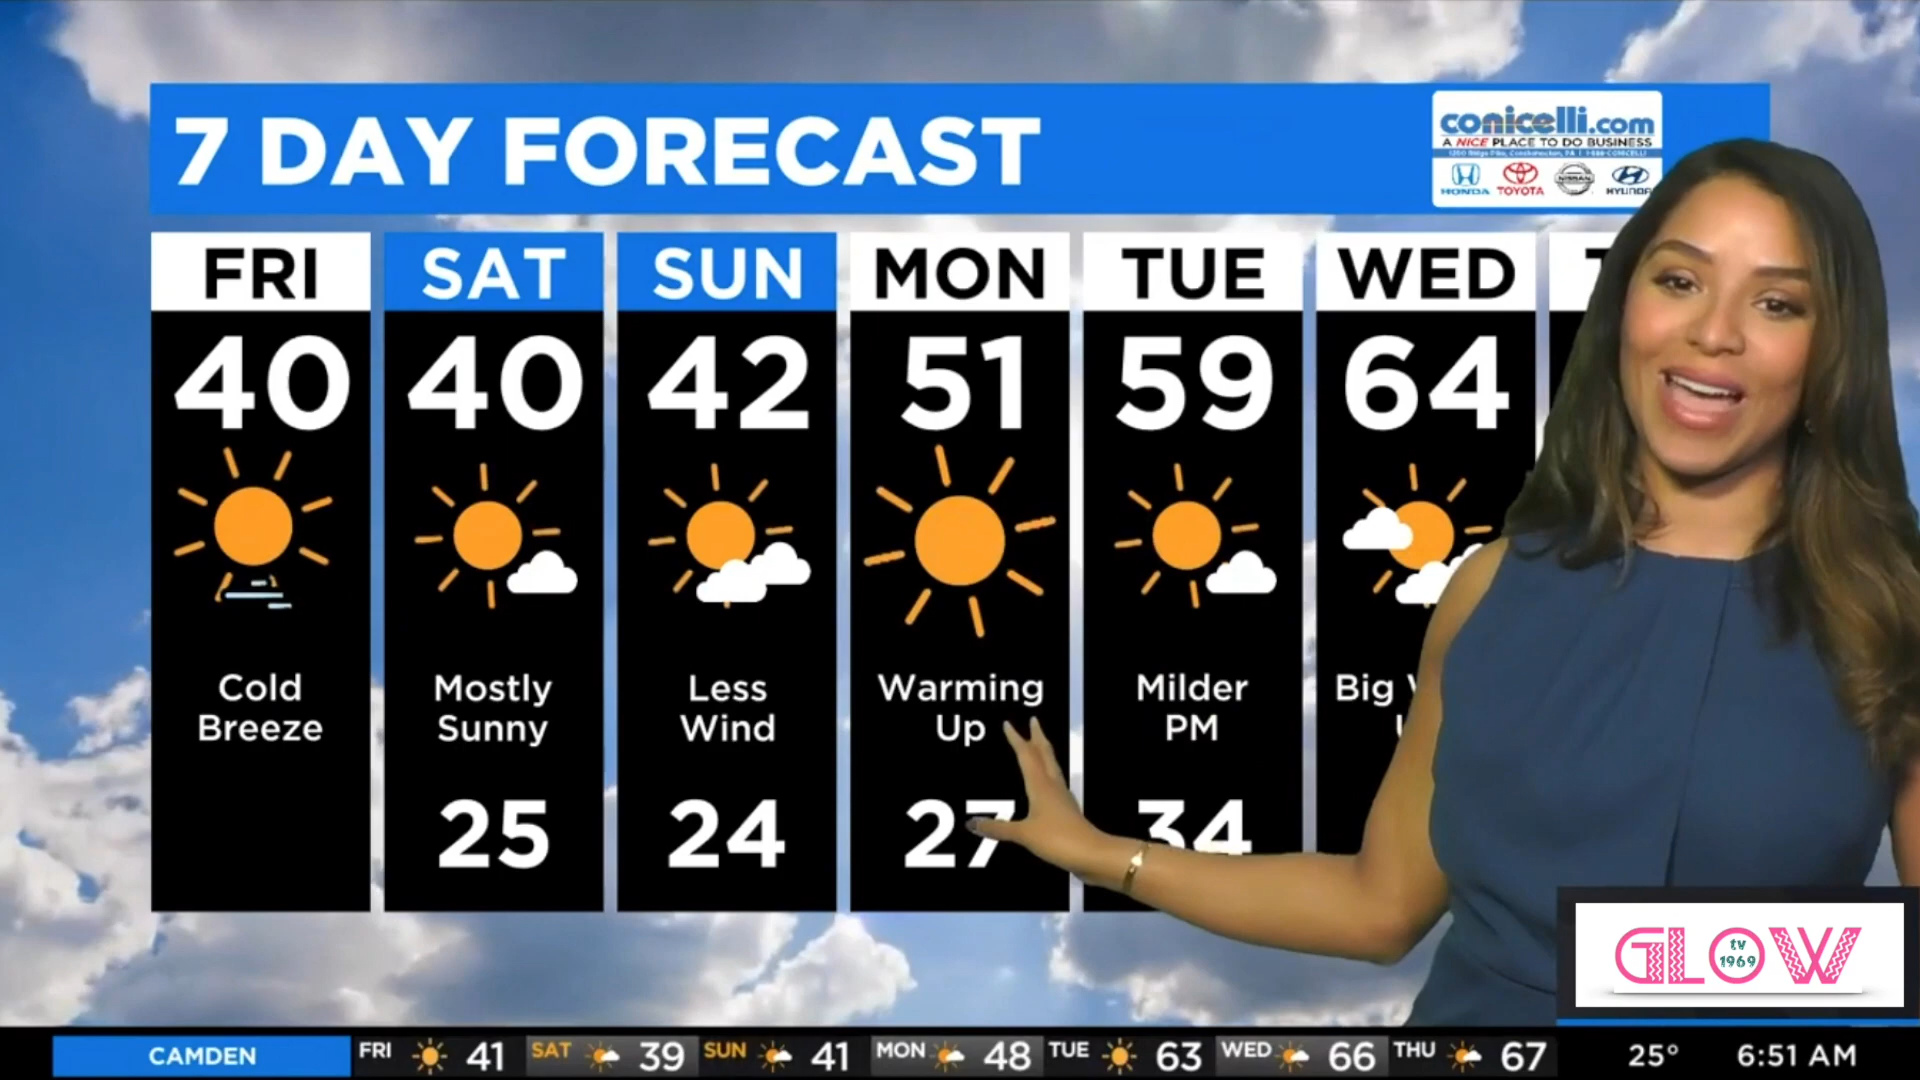 7 DAY FORECAST
conicelli.com
A NICE PLACE TO DO BUSINESS
HONDA TOYOTA NISSAN HYUNDAI
FRI SAT SUN MON TUE WED T
40 40 42 51 59 64
Cold Mostly Less Warming Milder Big
Breeze Sunny Wind Up PM
25 24 27 34
GLOW
tv
1969
CAMDEN FRI 41 SAT 39 SUN 41 MON 48 TUE 63 WED 66 THU 67 25° 6:51 AM